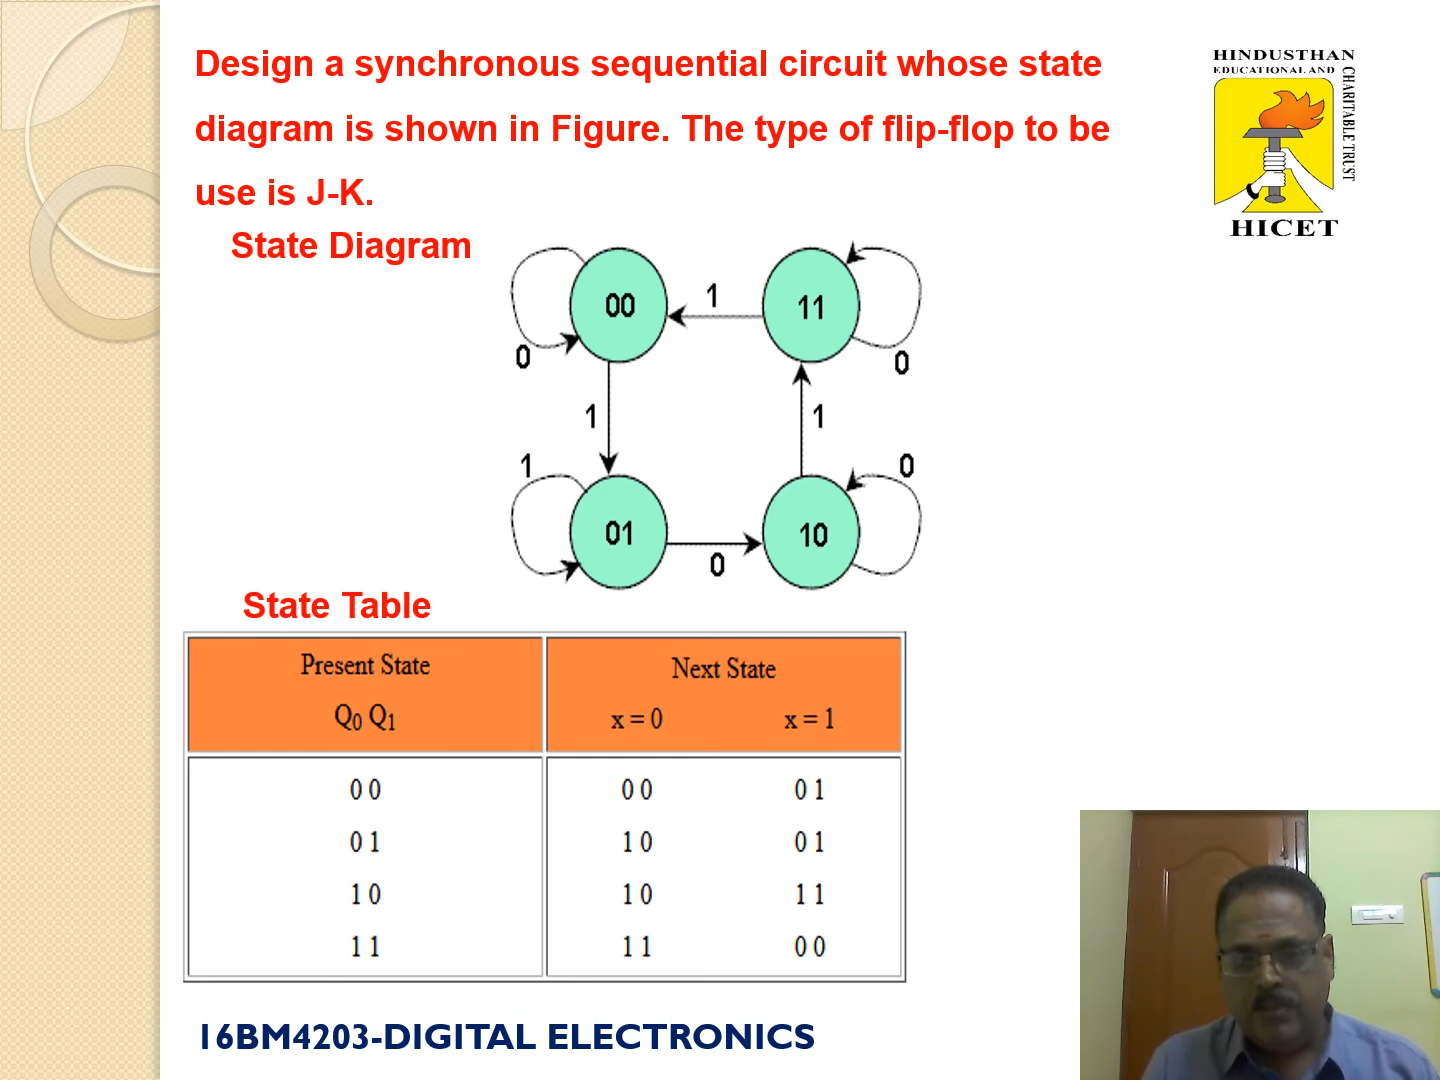 Design a synchronous sequential circuit whose state
diagram is shown in Figure. The type of flip-flop to be
use is J-K.
HINDUSTHAN
EDUCATIONAL AND
CHARITABLE TRUST
HICET
State Diagram
00
1
11
0
0
1
1
1
0
01
10
0
State Table
Present State
Next State
Q0 Q1
x = 0
x = 1
0 0
0 0
0 1
0 1
1 0
0 1
1 0
1 0
1 1
1 1
1 1
0 0
16BM4203-DIGITAL ELECTRONICS